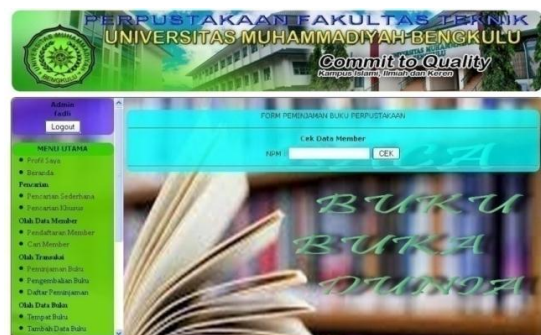 PERPUSTAKAAN FAKULTAS TEKNIK
UNIVERSITAS MUHAMMADIYAH BENGKULU
Commit to Quality
Kampus Islami, Ilmiah dan Keren
Admin
fadli
Logout
MENU UTAMA
Profil Saya
Beranda
Pencarian
Pencarian Sederhana
Pencarian Khusus
Olah Data Member
Pendaftaran Member
Cari Member
Olah Transaksi
Peminjaman Buku
Pengembalian Buku
Daftar Peminjaman
Olah Data Buku
Tempat Buku
Tambah Data Buku
FORM PEMINJAMAN BUKU PERPUSTAKAAN
Cek Data Member
NPM : CEK
BACA
BUKU
BUKA
DUNIA